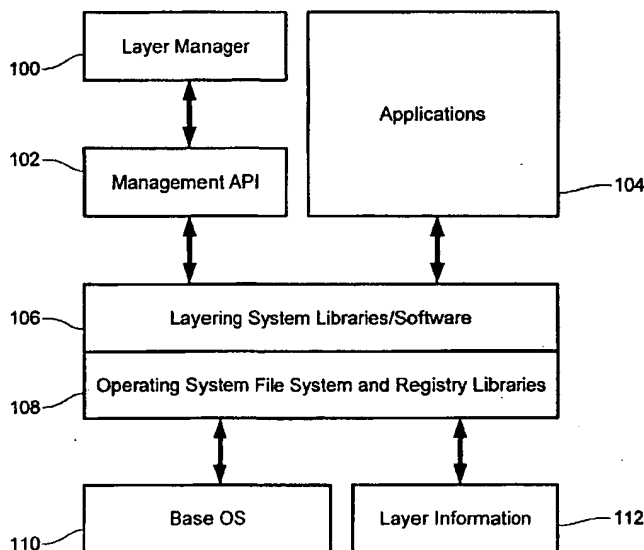 Layer Manager
100
Applications
102
Management API
104
106
Layering System Libraries/Software
Operating System File System and Registry Libraries
108
Base OS
110
Layer Information
112